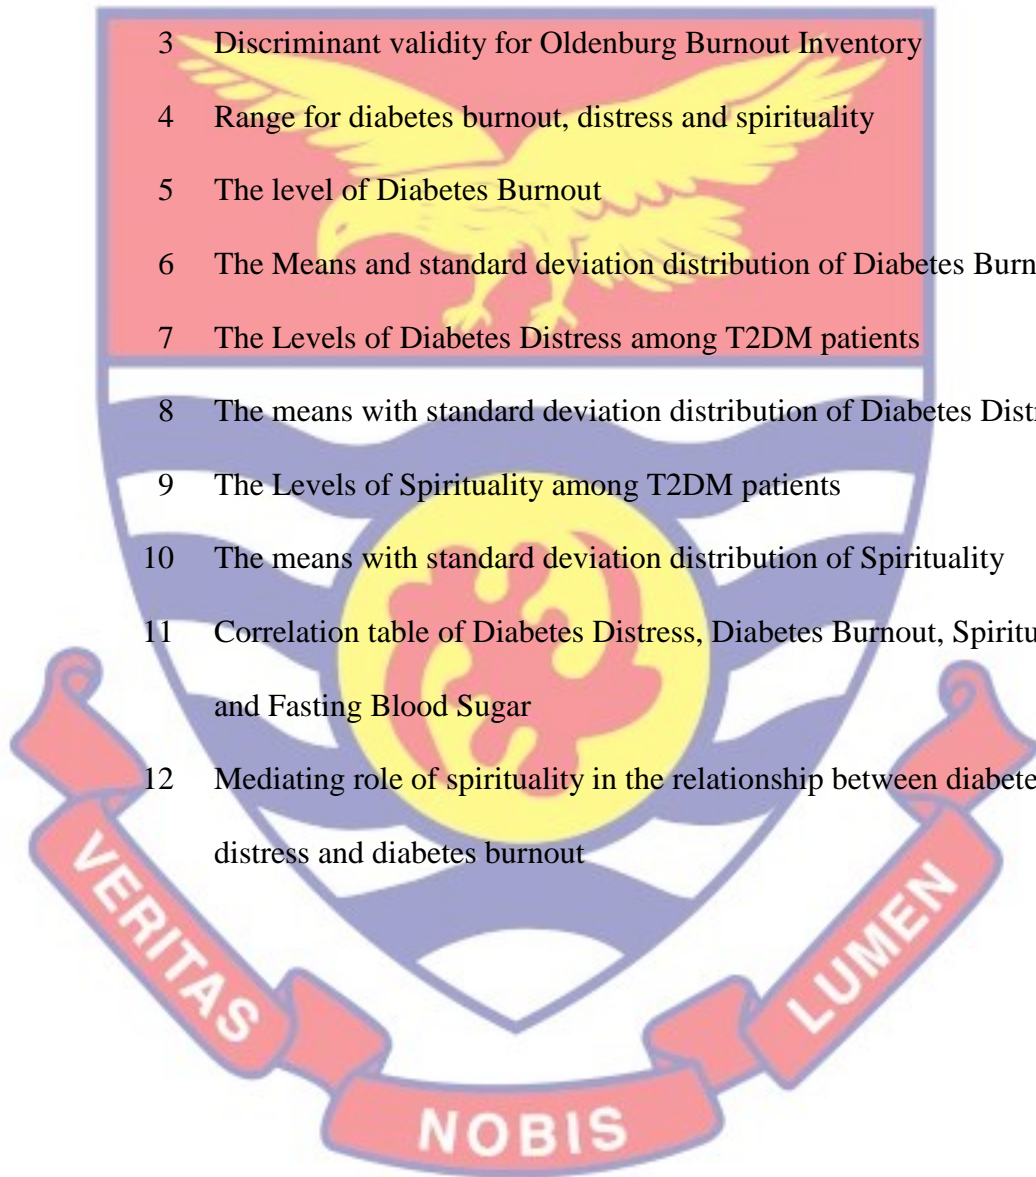 3 Discriminant validity for Oldenburg Burnout Inventory
4 Range for diabetes burnout, distress and spirituality
5 The level of Diabetes Burnout
6 The Means and standard deviation distribution of Diabetes Burn
7 The Levels of Diabetes Distress among T2DM patients
8 The means with standard deviation distribution of Diabetes Dist
9 The Levels of Spirituality among T2DM patients
10 The means with standard deviation distribution of Spirituality
11 Correlation table of Diabetes Distress, Diabetes Burnout, Spiritu
and Fasting Blood Sugar
12 Mediating role of spirituality in the relationship between diabete
distress and diabetes burnout
VERITAS
NOBIS
LUMEN